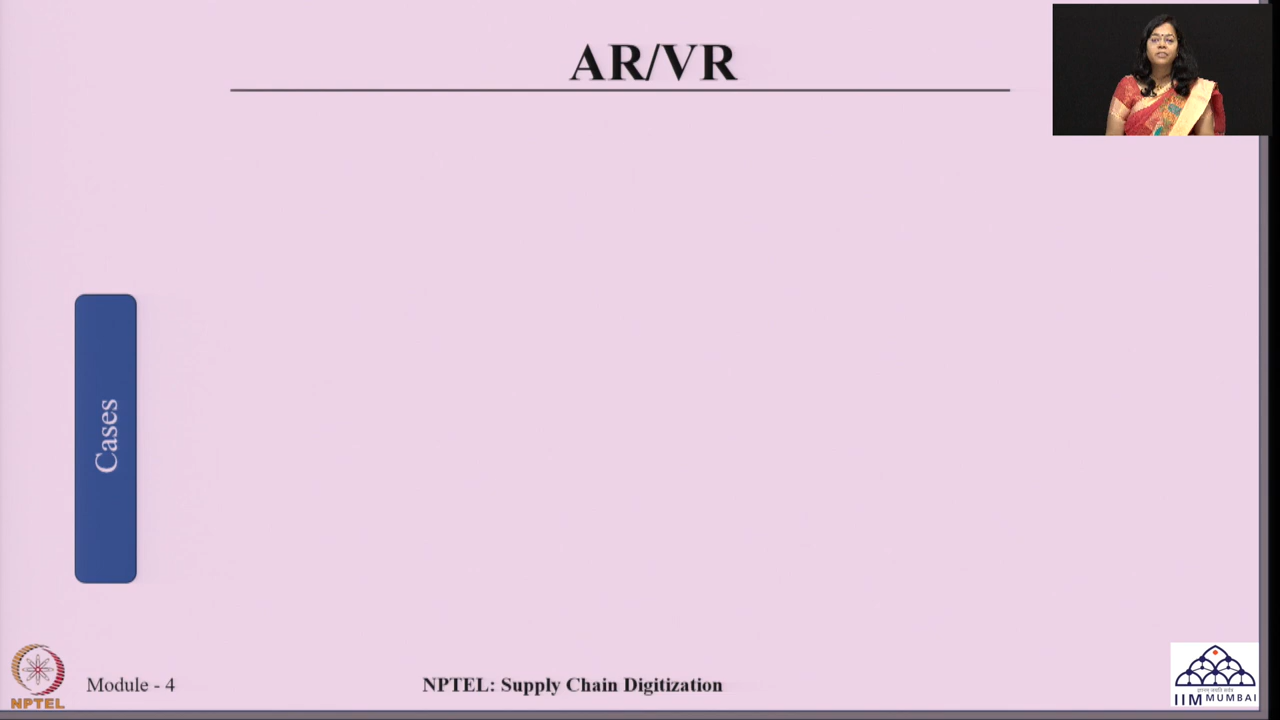 AR/VR
Cases
NPTEL
Module - 4
NPTEL: Supply Chain Digitization
IIM MUMBAI